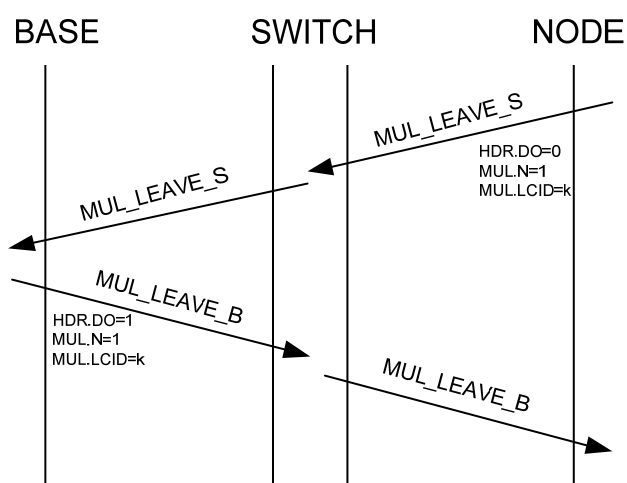 BASE
SWITCH
NODE
MUL_LEAVE_S
HDR.DO=0
MUL.N=1
MUL.LCID=k
MUL_LEAVE_S
MUL_LEAVE_B
HDR.DO=1
MUL.N=1
MUL.LCID=k
MUL_LEAVE_B